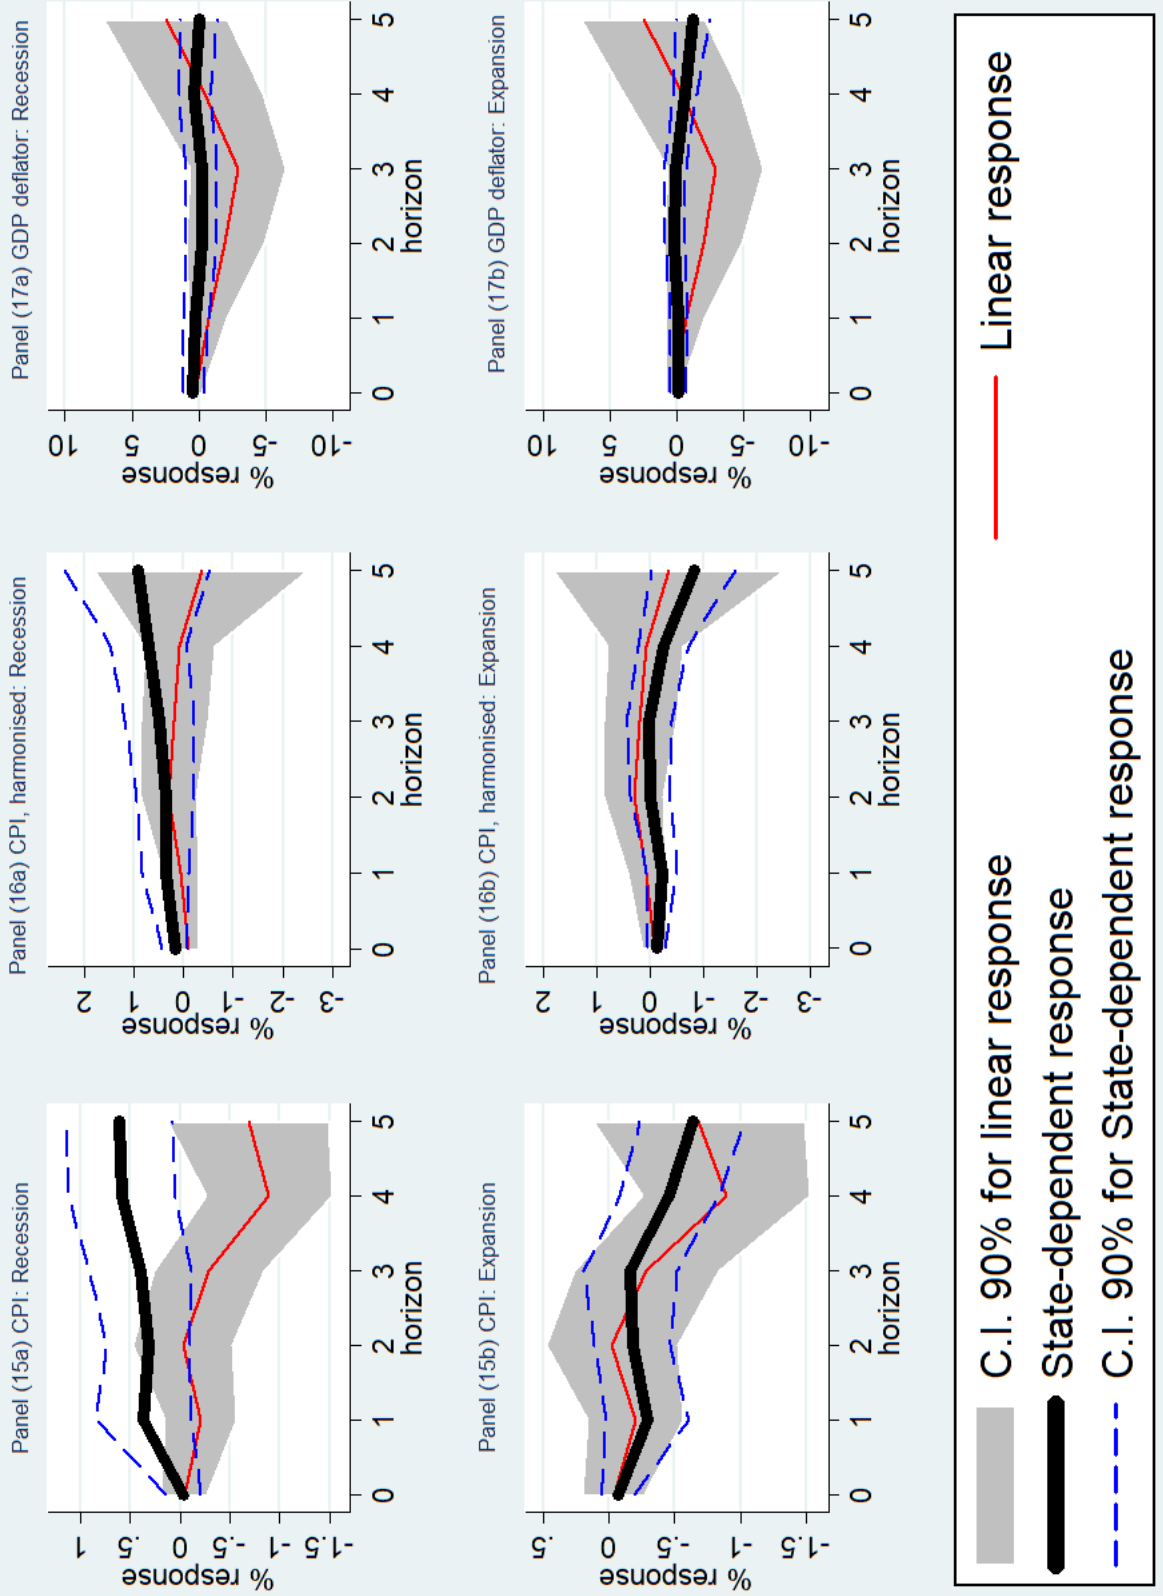 Panel (15a) CPI: Recession
% response
1
.5
0
-.5
-1
-1.5
0 1 2 3 4 5
horizon
Panel (16a) CPI, harmonised: Recession
% response
2
1
0
-1
-2
-3
0 1 2 3 4 5
horizon
Panel (17a) GDP deflator: Recession
% response
10
5
0
-5
-10
0 1 2 3 4 5
horizon
Panel (15b) CPI: Expansion
% response
.5
0
-.5
-1
-1.5
0 1 2 3 4 5
horizon
Panel (16b) CPI, harmonised: Expansion
% response
2
1
0
-1
-2
-3
0 1 2 3 4 5
horizon
Panel (17b) GDP deflator: Expansion
% response
10
5
0
-5
-10
0 1 2 3 4 5
horizon
C.I. 90% for linear response
Linear response
State-dependent response
C.I. 90% for State-dependent response